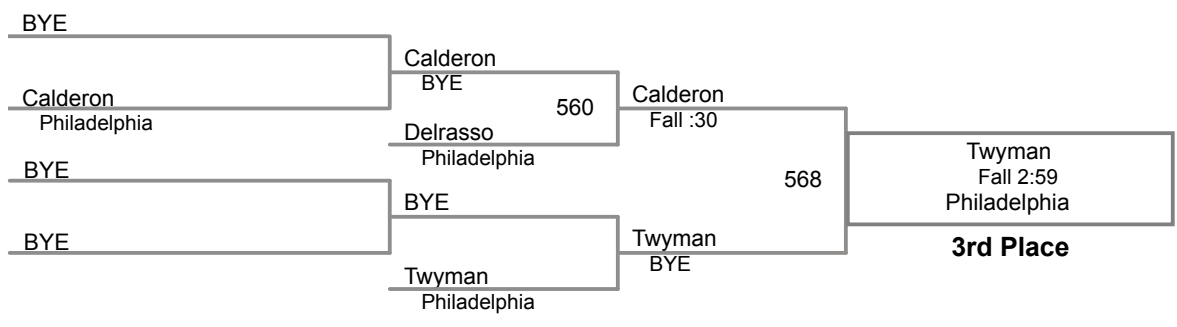 BYE
Calderon
Philadelphia
BYE
BYE
Calderon
BYE
560
Delrasso
Philadelphia
BYE
Twyman
Philadelphia
Calderon
Fall :30
568
Twyman
BYE
Twyman
Fall 2:59
Philadelphia
3rd Place